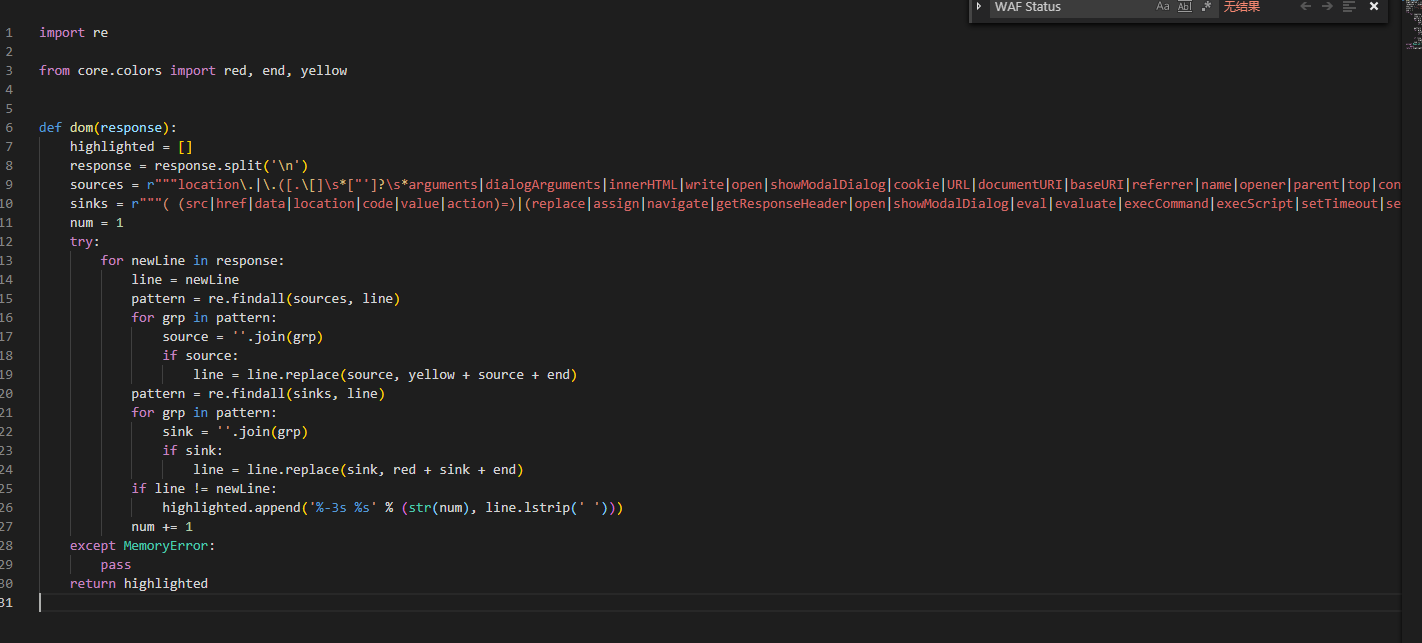 WAF Status Aa Abl .* 无结果
1 import re
2
3 from core.colors import red, end, yellow
4
5
6 def dom(response):
7     highlighted = []
8     response = response.split('\n')
9     sources = r"""location\.|\.([.\[]\s*["']?\s*arguments|dialogArguments|innerHTML|write|open|showModalDialog|cookie|URL|documentURI|baseURI|referrer|name|opener|parent|top|con
10     sinks = r"""( (src|href|data|location|code|value|action)=)|(replace|assign|navigate|getResponseHeader|open|showModalDialog|eval|evaluate|execCommand|execScript|setTimeout|se
11     num = 1
12     try:
13         for newLine in response:
14             line = newLine
15             pattern = re.findall(sources, line)
16             for grp in pattern:
17                 source = ''.join(grp)
18                 if source:
19                     line = line.replace(source, yellow + source + end)
20             pattern = re.findall(sinks, line)
21             for grp in pattern:
22                 sink = ''.join(grp)
23                 if sink:
24                     line = line.replace(sink, red + sink + end)
25             if line != newLine:
26                 highlighted.append('%-3s %s' % (str(num), line.lstrip(' ')))
27             num += 1
28     except MemoryError:
29         pass
30     return highlighted
31